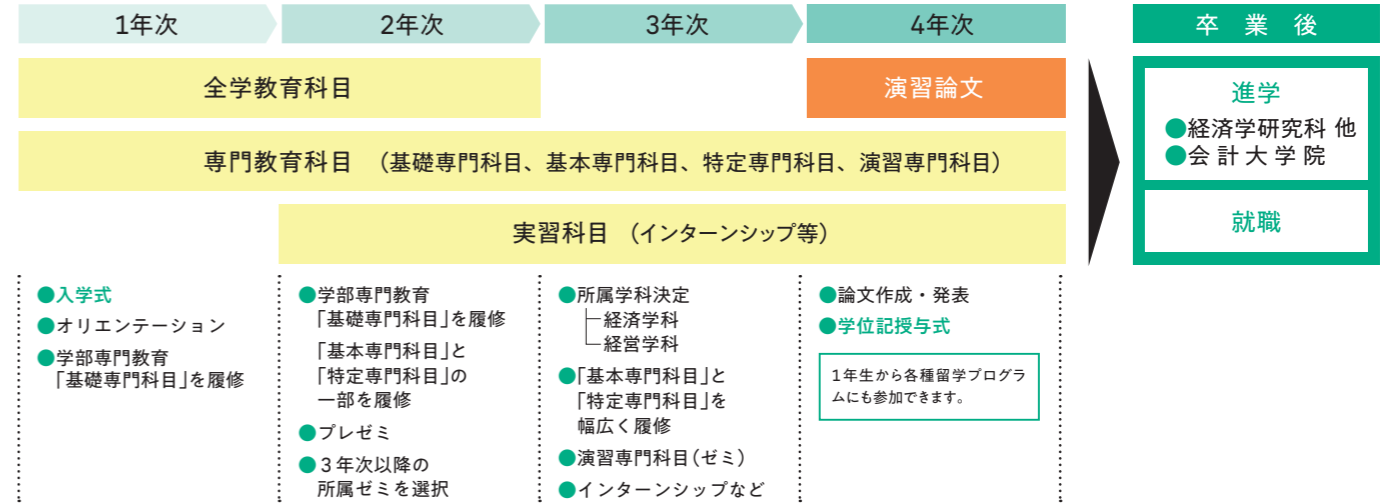 1年次
2年次
3年次
4年次
卒業後
全学教育科目
演習論文
専門教育科目 （基礎専門科目、基本専門科目、特定専門科目、演習専門科目）
実習科目 （インターンシップ等）
進学
●経済学研究科 他
●会計大学院
就職
●入学式
●オリエンテーション
●学部専門教育
「基礎専門科目」を履修
●学部専門教育
「基礎専門科目」を履修
「基本専門科目」と
「特定専門科目」の
一部を履修
●プレゼミ
●３年次以降の
所属ゼミを選択
●所属学科決定
経済学科
経営学科
●「基本専門科目」と
「特定専門科目」を
幅広く履修
●演習専門科目（ゼミ）
●インターンシップなど
●論文作成・発表
●学位記授与式
1年生から各種留学プログラ
ムにも参加できます。